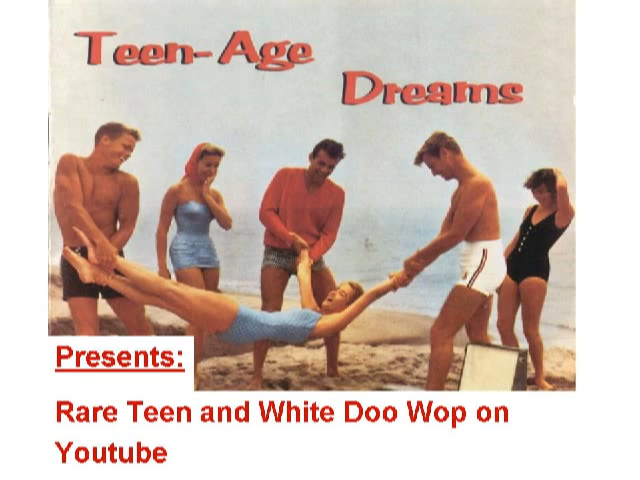 Teen-Age
Dreams
Presents:
Rare Teen and White Doo Wop on
Youtube